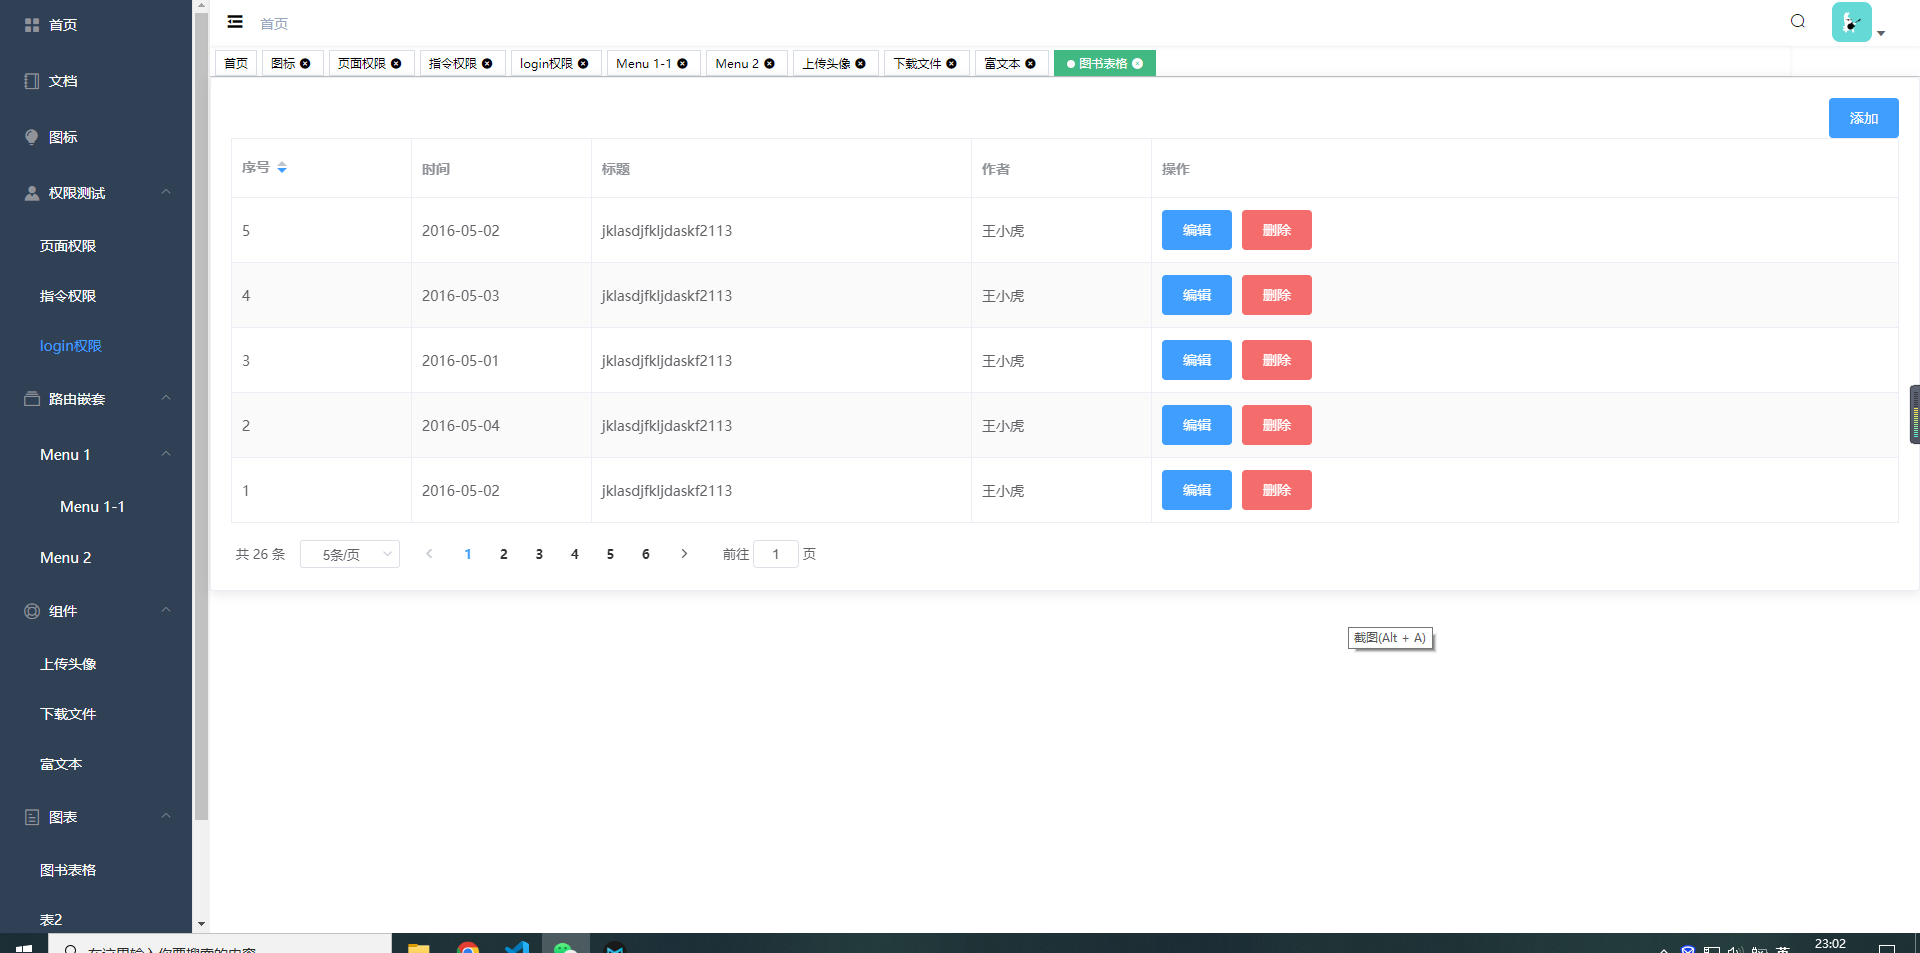 首页
文档
图标
权限测试
页面权限
指令权限
login权限
路由嵌套
Menu 1
Menu 1-1
Menu 2
组件
上传头像
下载文件
富文本
图表
图书表格
表2
首页
首页 图标 页面权限 指令权限 login权限 Menu 1-1 Menu 2 上传头像 下载文件 富文本 图书表格
添加
序号 时间 标题 作者 操作
5 2016-05-02 jklasdjfkljdaskf2113 王小虎 编辑 删除
4 2016-05-03 jklasdjfkljdaskf2113 王小虎 编辑 删除
3 2016-05-01 jklasdjfkljdaskf2113 王小虎 编辑 删除
2 2016-05-04 jklasdjfkljdaskf2113 王小虎 编辑 删除
1 2016-05-02 jklasdjfkljdaskf2113 王小虎 编辑 删除
共 26 条 5条/页 1 2 3 4 5 6 前往 1 页
截图(Alt + A)
在这里输入你要搜索的内容
英
23:02